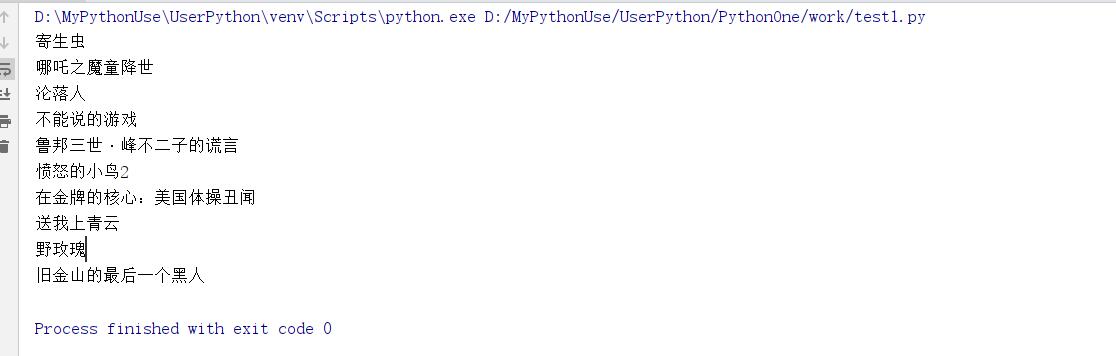 D:\MyPythonUse\UserPython\venv\Scripts\python.exe D:/MyPythonUse/UserPython/PythonOne/work/test1.py
寄生虫
哪吒之魔童降世
沦落人
不能说的游戏
鲁邦三世·峰不二子的谎言
愤怒的小鸟2
在金牌的核心：美国体操丑闻
送我上青云
野玫瑰
旧金山的最后一个黑人
Process finished with exit code 0